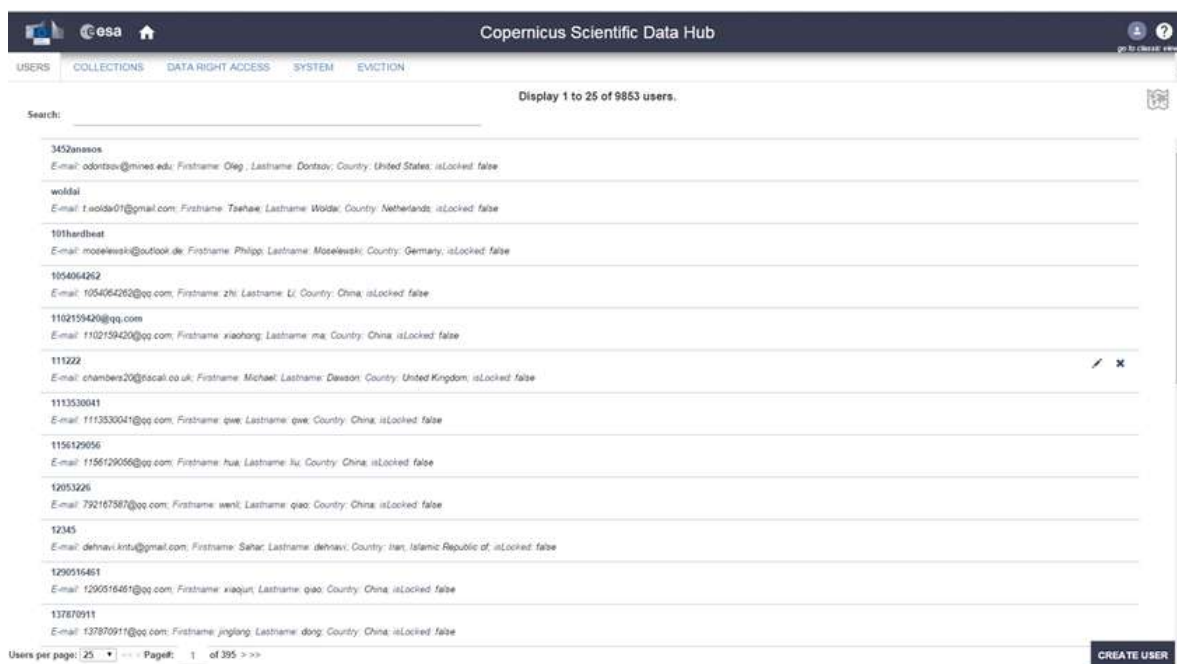 esa Copernicus Scientific Data Hub ?
go to classic view
USERS COLLECTIONS DATA RIGHT ACCESS SYSTEM EVICTION
Display 1 to 25 of 9853 users.
Search:
3452anasos
E-mail: odontsov@mines.edu; Firstname: Oleg ; Lastname: Dontsov; Country: United States; isLocked: false
woldai
E-mail: t.woldai01@gmail.com; Firstname: Tsehaie; Lastname: Woldai; Country: Netherlands; isLocked: false
101hardbeat
E-mail: moselewski@outlook.de; Firstname: Philipp; Lastname: Moselewski; Country: Germany; isLocked: false
1054064262
E-mail: 1054064262@qq.com; Firstname: zhi; Lastname: Li; Country: China; isLocked: false
1102159420@qq.com
E-mail: 1102159420@qq.com; Firstname: xiaohong; Lastname: ma; Country: China; isLocked: false
111222
E-mail: chambers20@tiscali.co.uk; Firstname: Michael; Lastname: Dawson; Country: United Kingdom; isLocked: false
1113530041
E-mail: 1113530041@qq.com; Firstname: qwe; Lastname: qwe; Country: China; isLocked: false
1156129056
E-mail: 1156129056@qq.com; Firstname: hua; Lastname: liu; Country: China; isLocked: false
12053226
E-mail: 792167587@qq.com; Firstname: wenli; Lastname: qiao; Country: China; isLocked: false
12345
E-mail: dehnavi.kntu@gmail.com; Firstname: Sahar; Lastname: dehnavi; Country: Iran, Islamic Republic of; isLocked: false
1290516461
E-mail: 1290516461@qq.com; Firstname: xiaojun; Lastname: qiao; Country: China; isLocked: false
137870911
E-mail: 137870911@qq.com; Firstname: jinglong; Lastname: dong; Country: China; isLocked: false
Users per page: 25 << < Page#: 1 of 395 > >> CREATE USER